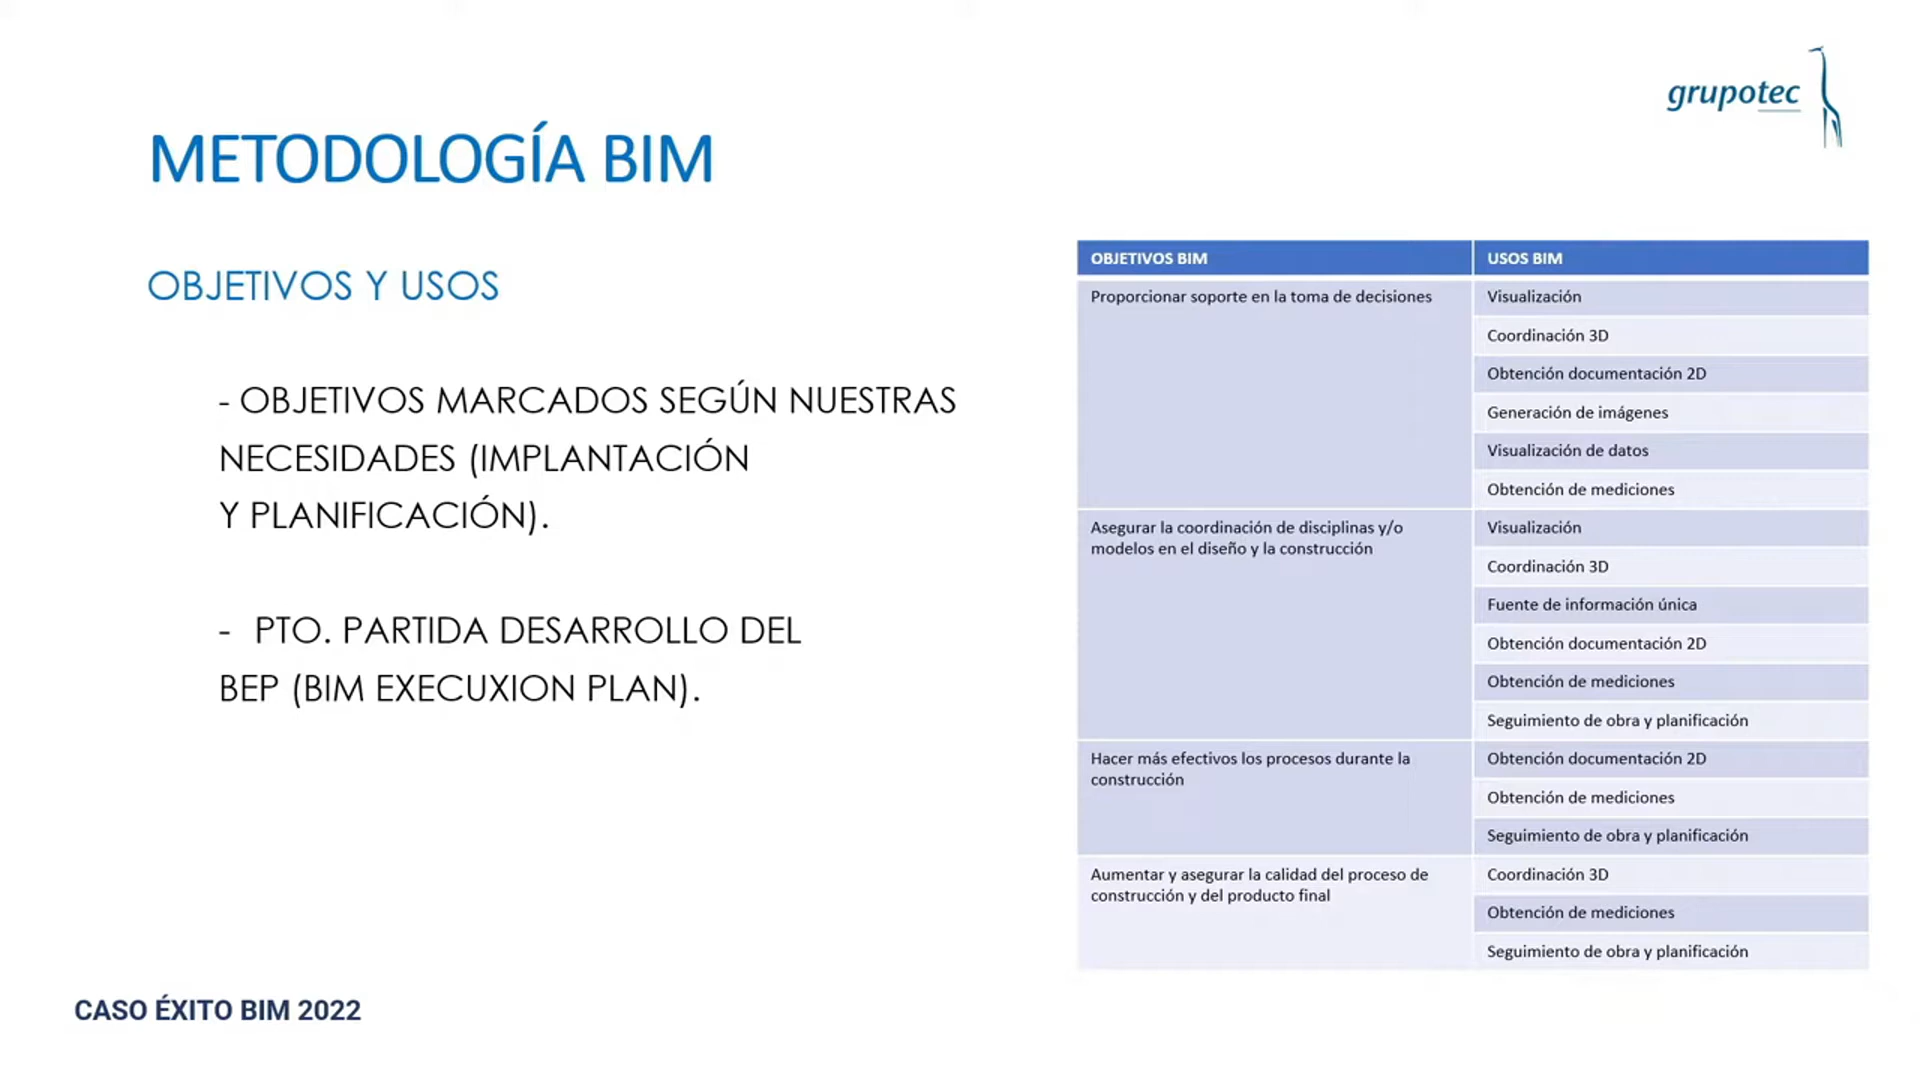 grupotec
METODOLOGÍA BIM
OBJETIVOS Y USOS
- OBJETIVOS MARCADOS SEGÚN NUESTRAS
NECESIDADES (IMPLANTACIÓN
Y PLANIFICACIÓN).
- PTO. PARTIDA DESARROLLO DEL
BEP (BIM EXECUXION PLAN).
OBJETIVOS BIM
USOS BIM
Proporcionar soporte en la toma de decisiones
Visualización
Coordinación 3D
Obtención documentación 2D
Generación de imágenes
Visualización de datos
Obtención de mediciones
Asegurar la coordinación de disciplinas y/o
modelos en el diseño y la construcción
Visualización
Coordinación 3D
Fuente de información única
Obtención documentación 2D
Obtención de mediciones
Seguimiento de obra y planificación
Hacer más efectivos los procesos durante la
construcción
Obtención documentación 2D
Obtención de mediciones
Seguimiento de obra y planificación
Aumentar y asegurar la calidad del proceso de
construcción y del producto final
Coordinación 3D
Obtención de mediciones
Seguimiento de obra y planificación
CASO ÉXITO BIM 2022